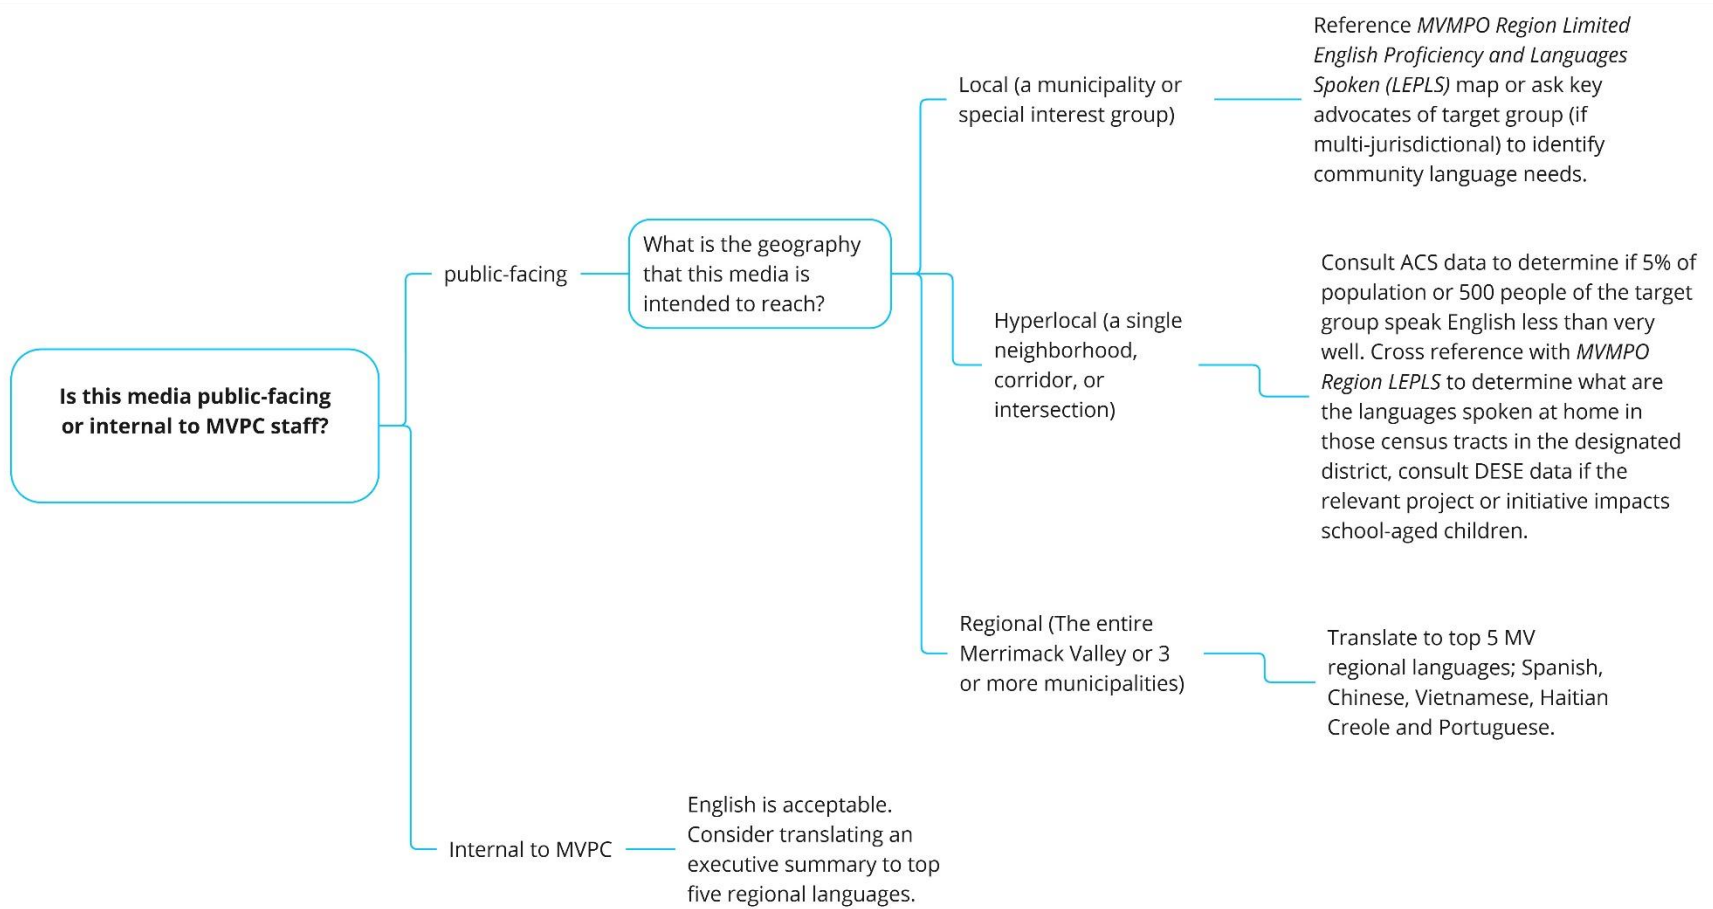 Is this media public-facing
or internal to MVPC staff?
public-facing
What is the geography
that this media is
intended to reach?
Local (a municipality or
special interest group)
Reference MVMPO Region Limited
English Proficiency and Languages
Spoken (LEPLS) map or ask key
advocates of target group (if
multi-jurisdictional) to identify
community language needs.
Hyperlocal (a single
neighborhood,
corridor, or
intersection)
Consult ACS data to determine if 5% of
population or 500 people of the target
group speak English less than very
well. Cross reference with MVMPO
Region LEPLS to determine what are
the languages spoken at home in
those census tracts in the designated
district, consult DESE data if the
relevant project or initiative impacts
school-aged children.
Regional (The entire
Merrimack Valley or 3
or more municipalities)
Translate to top 5 MV
regional languages; Spanish,
Chinese, Vietnamese, Haitian
Creole and Portuguese.
Internal to MVPC
English is acceptable.
Consider translating an
executive summary to top
five regional languages.